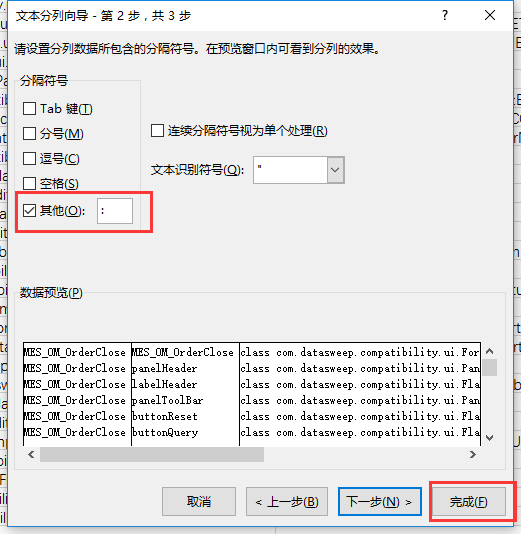 文本分列向导 - 第 2 步，共 3 步
请设置分列数据所包含的分隔符号。在预览窗口内可看到分列的效果。
分隔符号
Tab 键(T)
分号(M)
逗号(C)
空格(S)
其他(O): :
连续分隔符号视为单个处理(R)
文本识别符号(Q): "
数据预览(P)
MES_OM_OrderClose MES_OM_OrderClose class com.datasweep.compatibility.ui.For
MES_OM_OrderClose panelHeader class com.datasweep.compatibility.ui.Pan
MES_OM_OrderClose labelHeader class com.datasweep.compatibility.ui.Fla
MES_OM_OrderClose panelToolBar class com.datasweep.compatibility.ui.Pan
MES_OM_OrderClose buttonReset class com.datasweep.compatibility.ui.Fla
MES_OM_OrderClose buttonQuery class com.datasweep.compatibility.ui.Fla
取消 < 上一步(B) 下一步(N) > 完成(F)